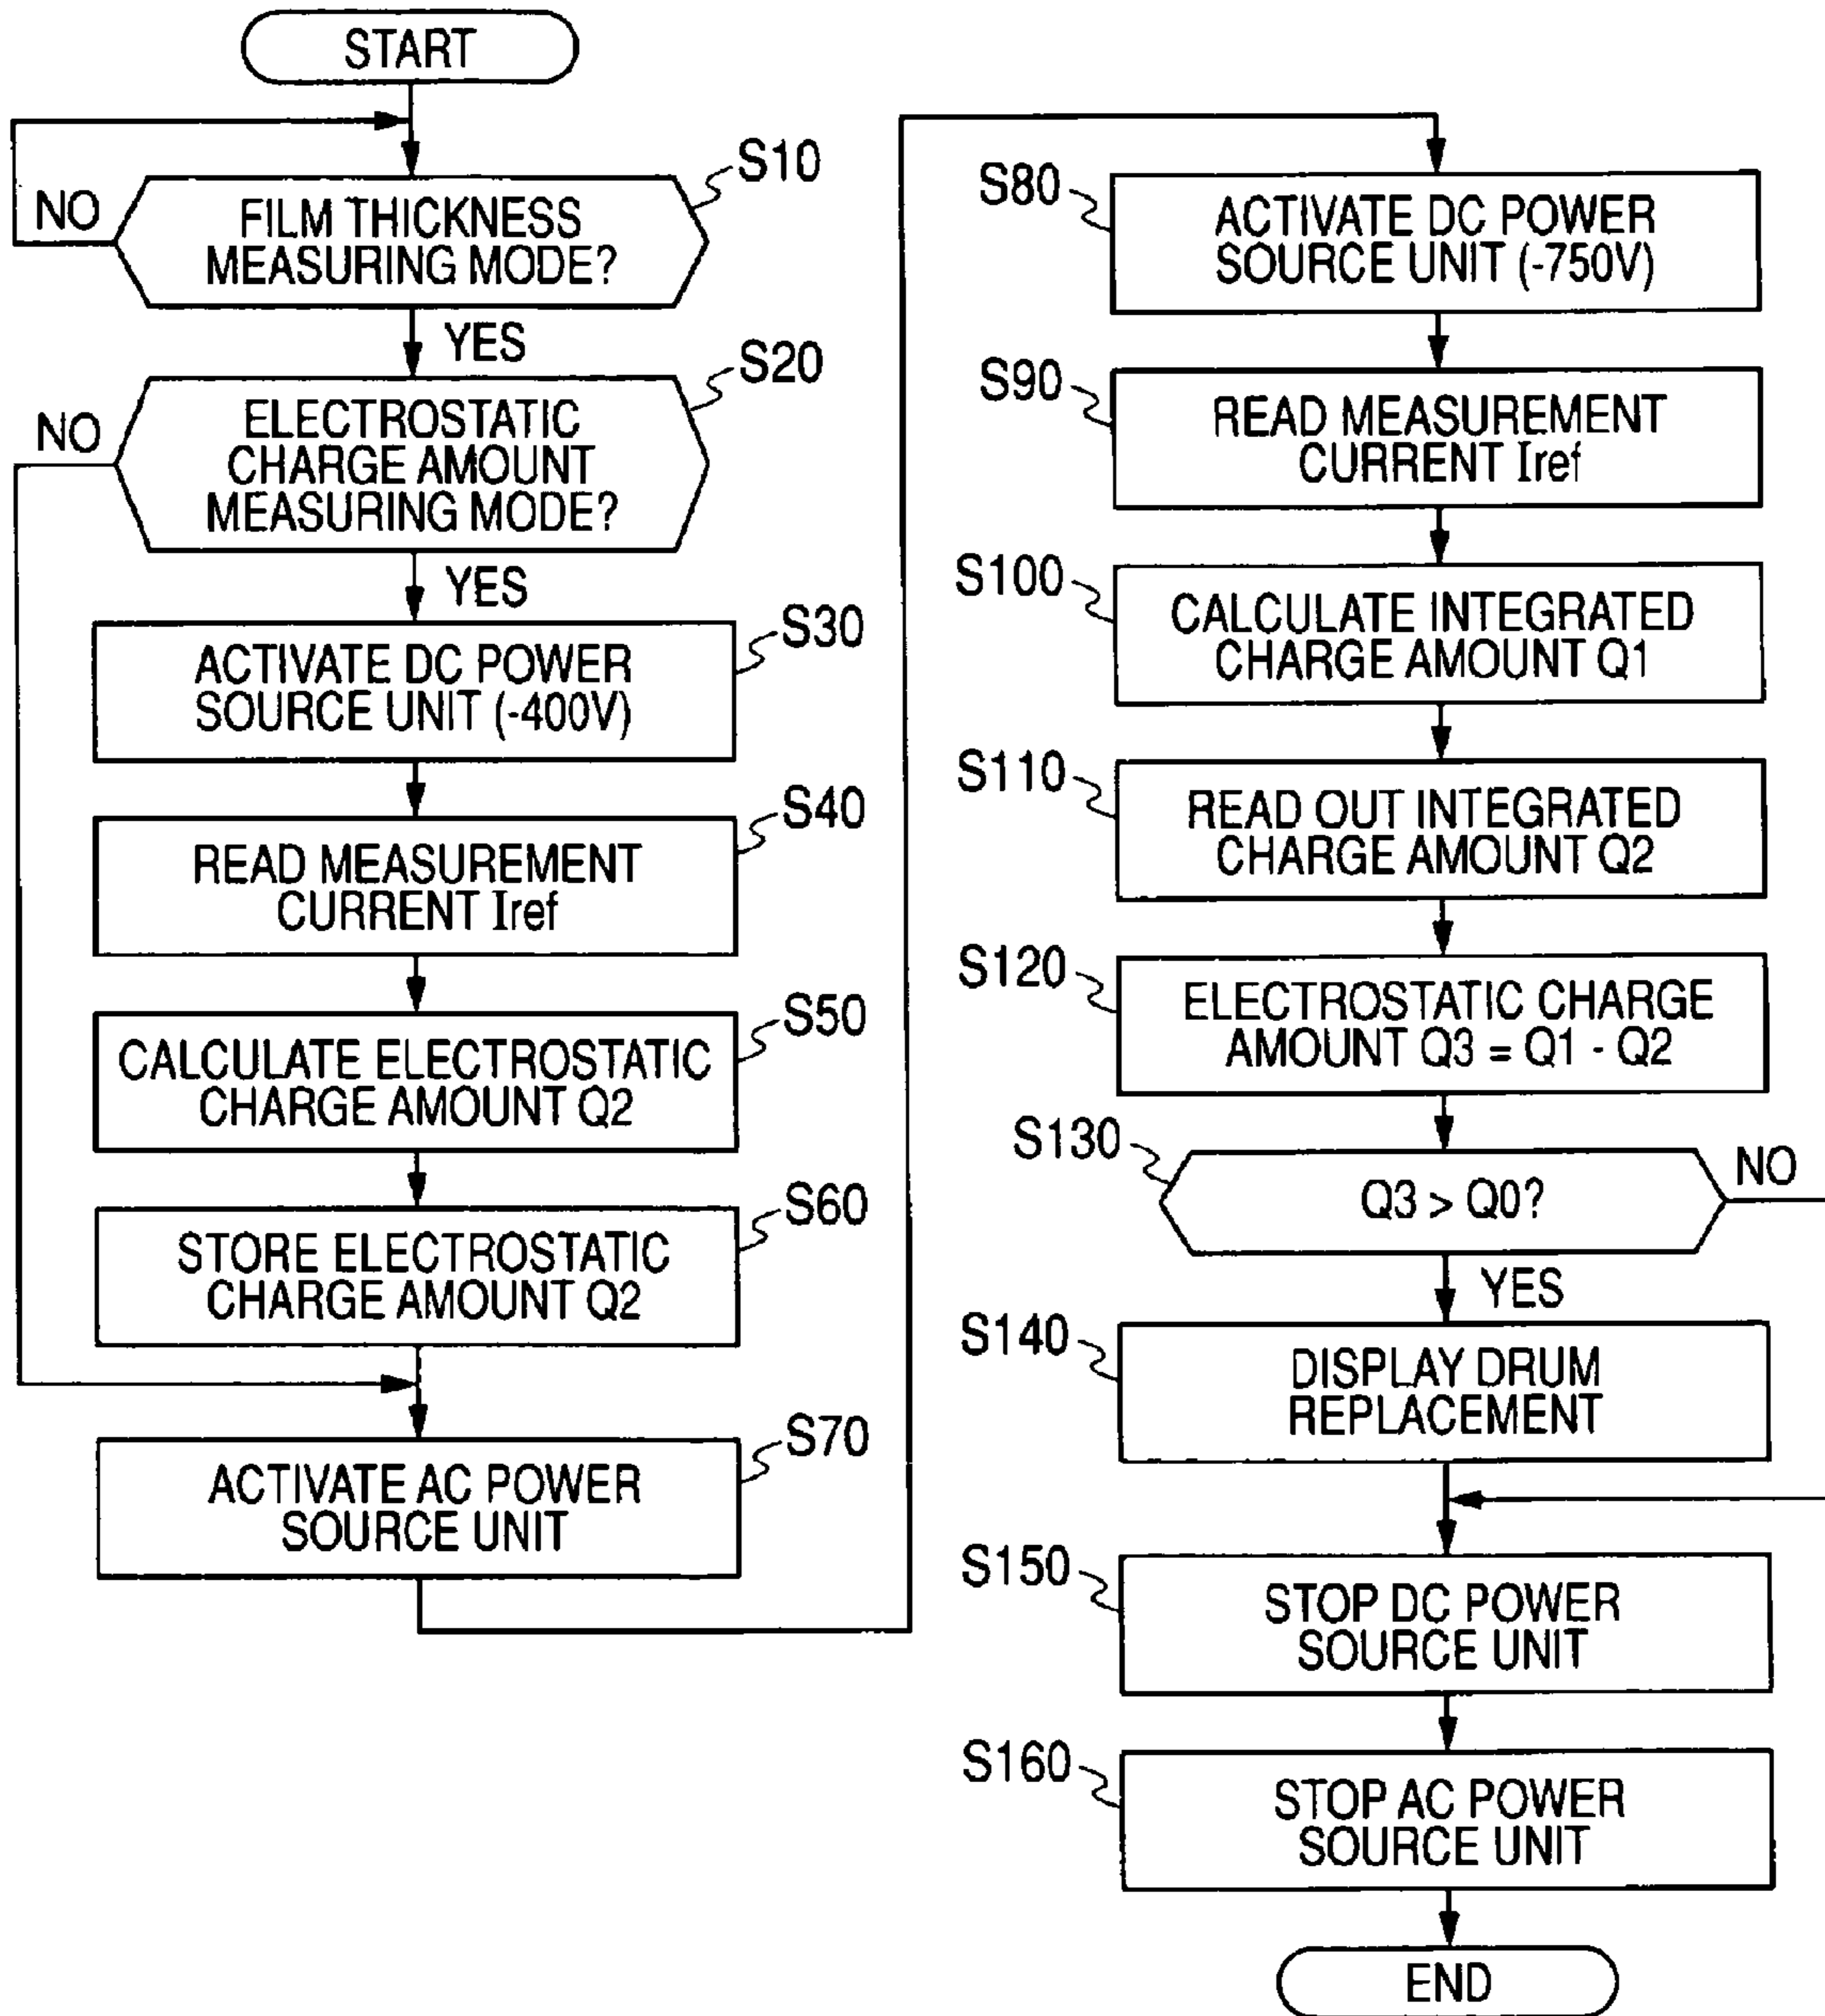 START
S10
NO
FILM THICKNESS
MEASURING MODE?
YES
S20
NO
ELECTROSTATIC
CHARGE AMOUNT
MEASURING MODE?
YES
S30
ACTIVATE DC POWER
SOURCE UNIT (-400V)
S40
READ MEASUREMENT
CURRENT Iref
S50
CALCULATE ELECTROSTATIC
CHARGE AMOUNT Q2
S60
STORE ELECTROSTATIC
CHARGE AMOUNT Q2
S70
ACTIVATE AC POWER
SOURCE UNIT
S80
ACTIVATE DC POWER
SOURCE UNIT (-750V)
S90
READ MEASUREMENT
CURRENT Iref
S100
CALCULATE INTEGRATED
CHARGE AMOUNT Q1
S110
READ OUT INTEGRATED
CHARGE AMOUNT Q2
S120
ELECTROSTATIC CHARGE
AMOUNT Q3 = Q1 - Q2
S130
NO
Q3 > Q0?
YES
S140
DISPLAY DRUM
REPLACEMENT
S150
STOP DC POWER
SOURCE UNIT
S160
STOP AC POWER
SOURCE UNIT
END